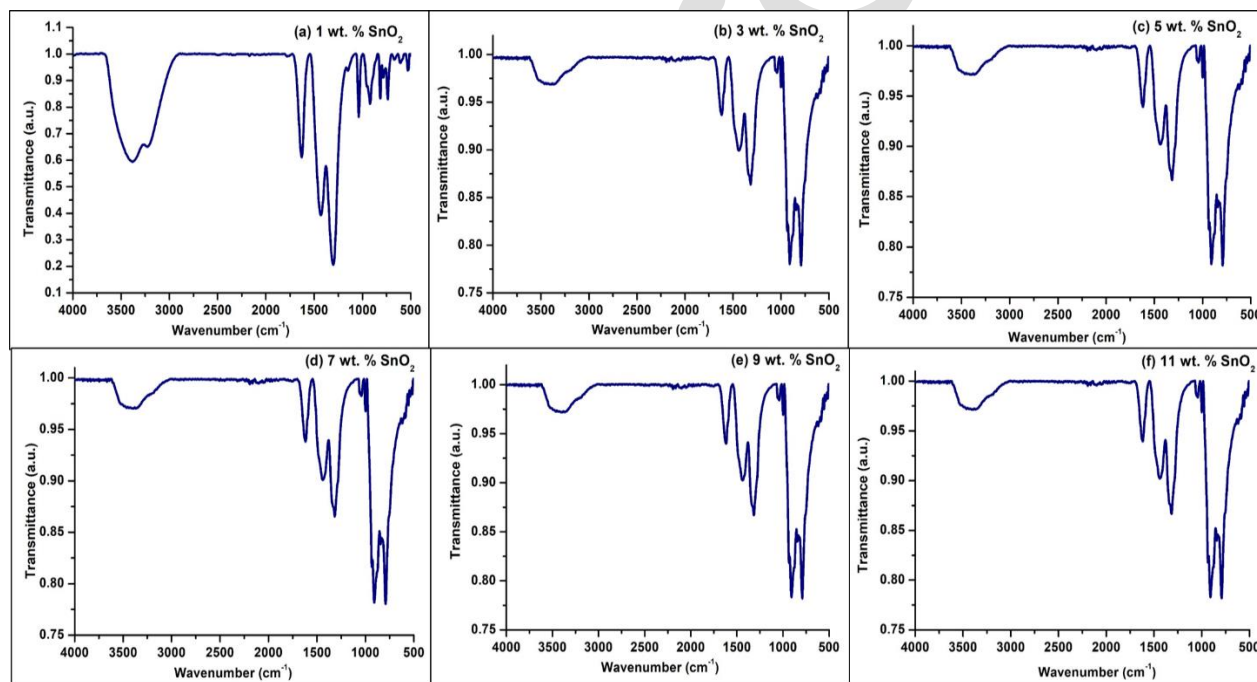 (a) 1 wt. % SnO₂
1.1
1.0
0.9
0.8
0.7
0.6
0.5
0.4
0.3
0.2
0.1
Transmittance (a.u.)
4000 3500 3000 2500 2000 1500 1000 500
Wavenumber (cm⁻¹)
(b) 3 wt. % SnO₂
1.00
0.95
0.90
0.85
0.80
0.75
Transmittance (a.u.)
4000 3500 3000 2500 2000 1500 1000 500
Wavenumber (cm⁻¹)
(c) 5 wt. % SnO₂
1.00
0.95
0.90
0.85
0.80
0.75
Transmittance (a.u.)
4000 3500 3000 2500 2000 1500 1000 500
Wavenumber (cm⁻¹)
(d) 7 wt. % SnO₂
1.00
0.95
0.90
0.85
0.80
0.75
Transmittance (a.u.)
4000 3500 3000 2500 2000 1500 1000 500
Wavenumber (cm⁻¹)
(e) 9 wt. % SnO₂
1.00
0.95
0.90
0.85
0.80
0.75
Transmittance (a.u.)
4000 3500 3000 2500 2000 1500 1000 500
Wavenumber (cm⁻¹)
(f) 11 wt. % SnO₂
1.00
0.95
0.90
0.85
0.80
0.75
Transmittance (a.u.)
4000 3500 3000 2500 2000 1500 1000 500
Wavenumber (cm⁻¹)